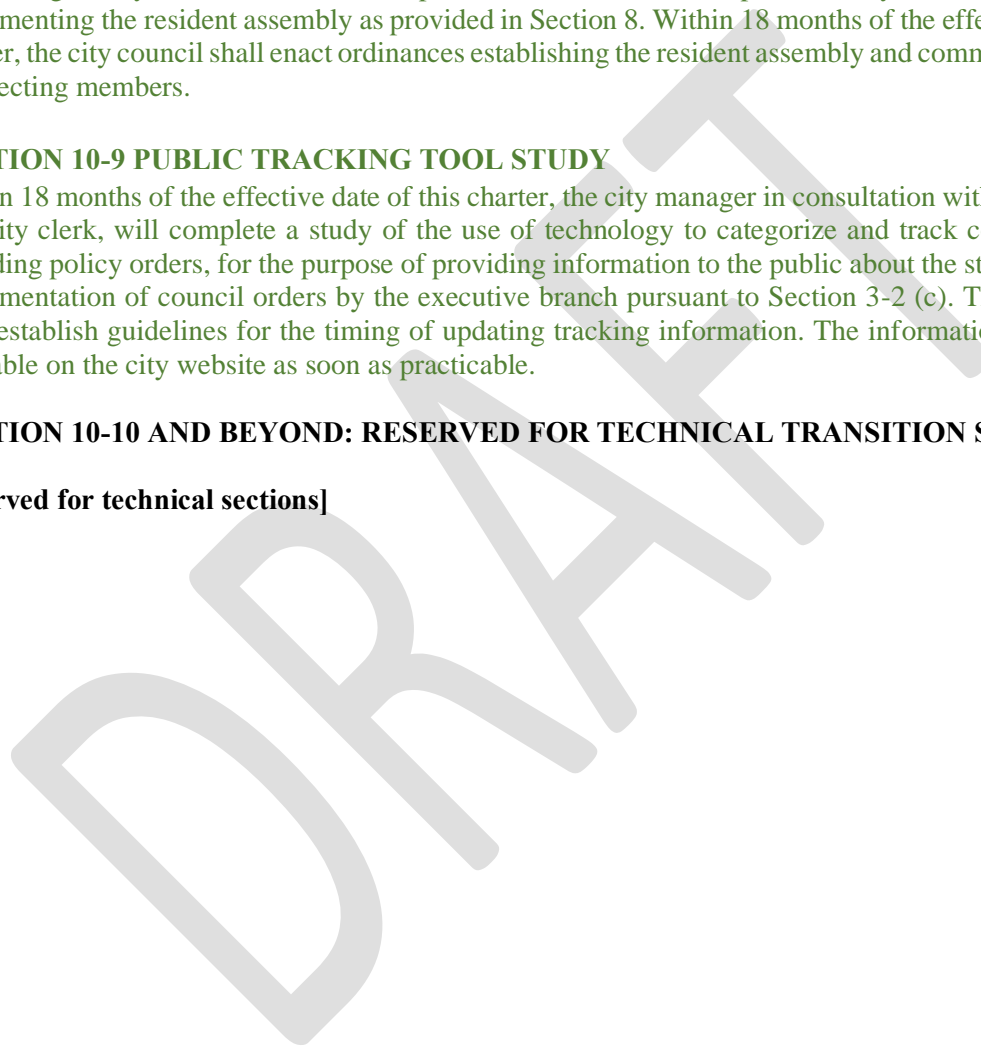 menting the resident assembly as provided in Section 8. Within 18 months of the effe
er, the city council shall enact ordinances establishing the resident assembly and comm
ecting members.
TION 10-9 PUBLIC TRACKING TOOL STUDY
n 18 months of the effective date of this charter, the city manager in consultation wit
ity clerk, will complete a study of the use of technology to categorize and track c
ding policy orders, for the purpose of providing information to the public about the st
mentation of council orders by the executive branch pursuant to Section 3-2 (c). T
establish guidelines for the timing of updating tracking information. The informatio
able on the city website as soon as practicable.
TION 10-10 AND BEYOND: RESERVED FOR TECHNICAL TRANSITION S
rved for technical sections]
DRAFT